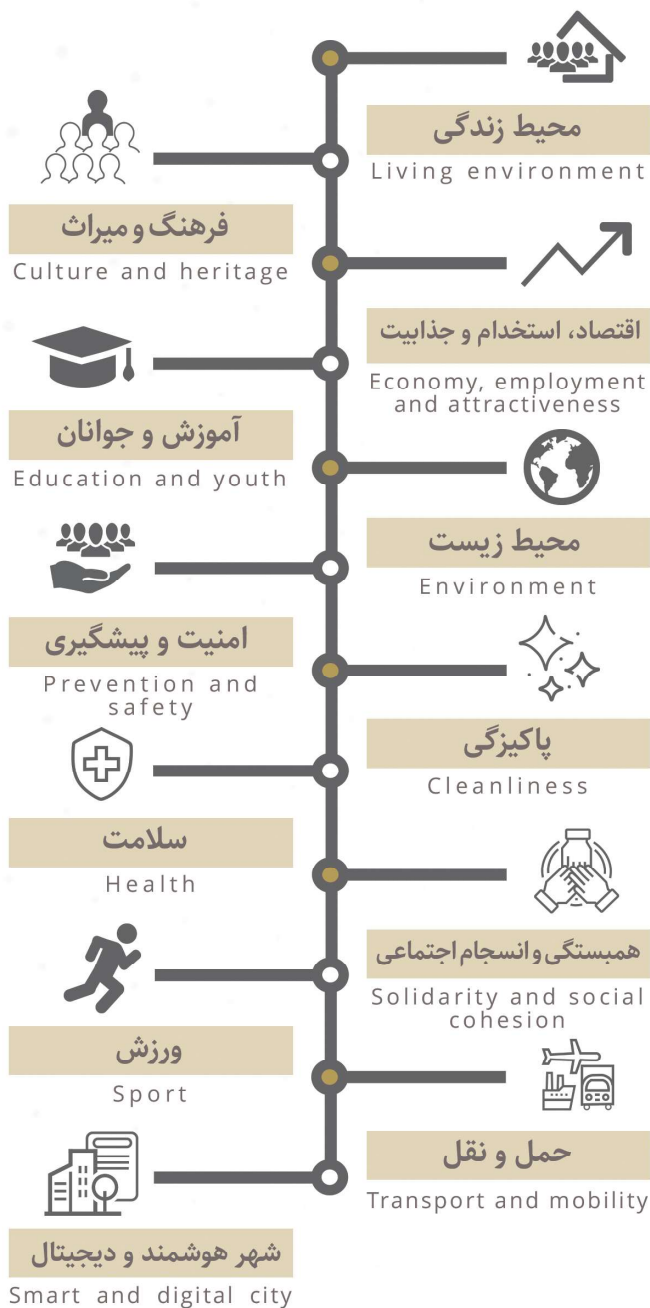 محیط زندگی
Living environment
فرهنگ و میراث
Culture and heritage
اقتصاد، استخدام و جذابیت
Economy, employment
and attractiveness
آموزش و جوانان
Education and youth
محیط زیست
Environment
امنیت و پیشگیری
Prevention and
safety
پاکیزگی
Cleanliness
سلامت
Health
همبستگی و انسجام اجتماعی
Solidarity and social
cohesion
ورزش
Sport
حمل و نقل
Transport and mobility
شهر هوشمند و دیجیتال
Smart and digital city